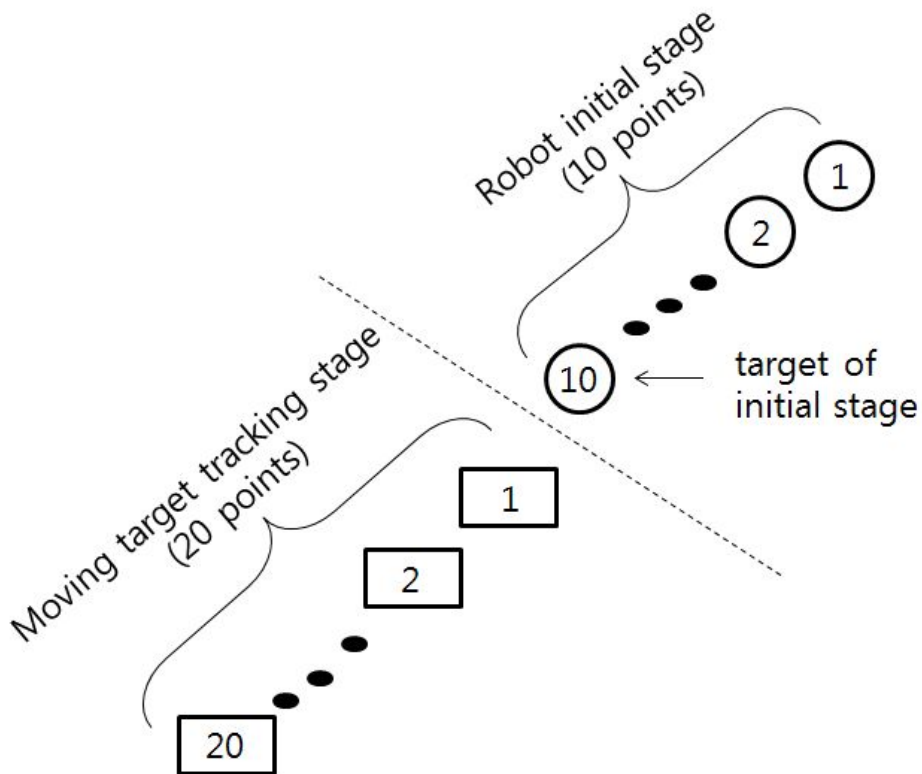 Robot initial stage
(10 points)
1
2
10
target of
initial stage
Moving target tracking stage
(20 points)
1
2
20